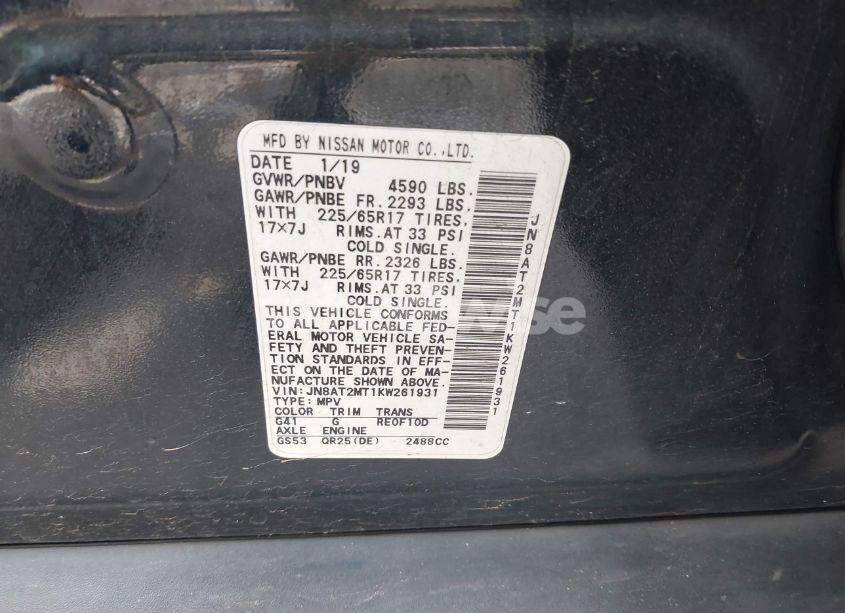 MFD BY NISSAN MOTOR CO.,LTD.
DATE 1/19
GVWR/PNBV 4590 LBS.
GAWR/PNBE FR. 2293 LBS.
WITH 225/65R17 TIRES,
17×7J RIMS.AT 33 PSI
COLD SINGLE.
GAWR/PNBE RR. 2326 LBS.
WITH 225/65R17 TIRES,
17×7J RIMS.AT 33 PSI
COLD SINGLE.
THIS VEHICLE CONFORMS
TO ALL APPLICABLE FED-
ERAL MOTOR VEHICLE SA-
FETY AND THEFT PREVEN-
TION STANDARDS IN EFF-
ECT ON THE DATE OF MA-
NUFACTURE SHOWN ABOVE.
VIN:JN8AT2MT1KW261931
TYPE:MPV
COLOR TRIM TRANS
G41 G RE0F10D
AXLE ENGINE
GS53 QR25(DE) 2488CC
JN8AT2MT1KW261931
wise